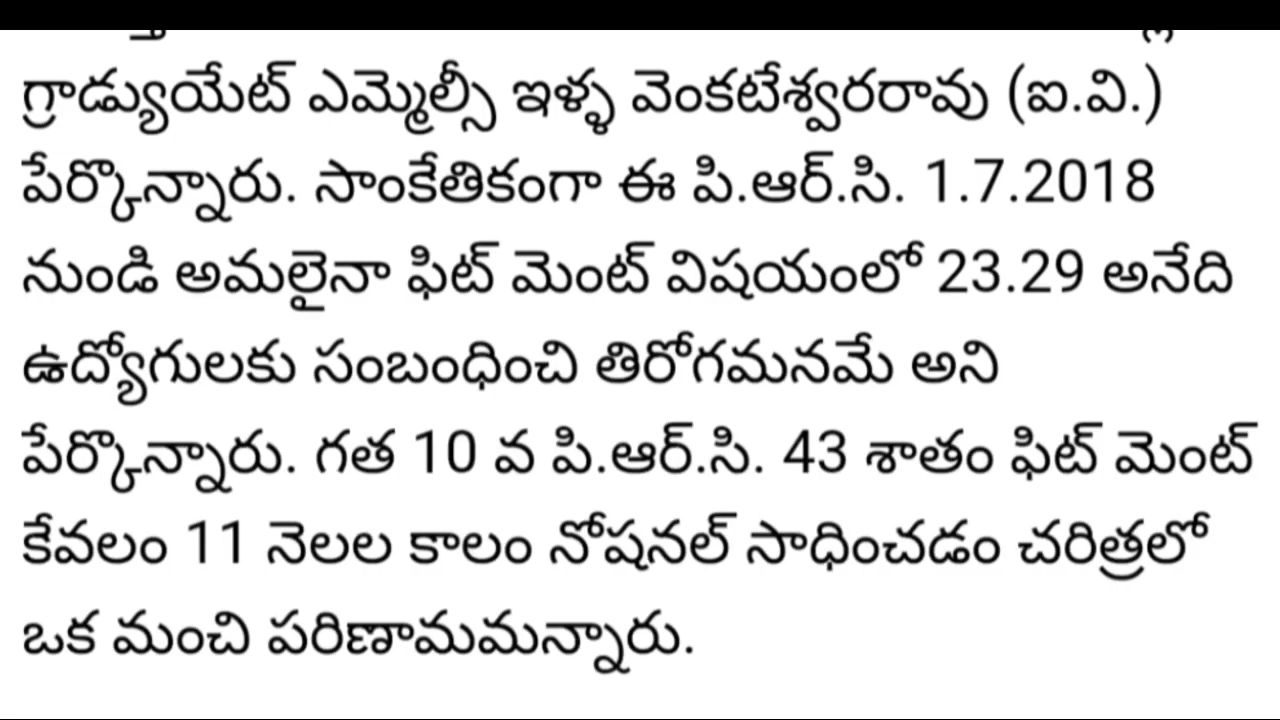 గ్రాడ్యుయేట్ ఎమ్మెల్సీ ఇళ్ళ వెంకటేశ్వరరావు (ఐ.వి.)
పేర్కొన్నారు. సాంకేతికంగా ఈ పి.ఆర్.సి. 1.7.2018
నుండి అమలైనా ఫిట్ మెంట్ విషయంలో 23.29 అనేది
ఉద్యోగులకు సంబంధించి తిరోగమనమే అని
పేర్కొన్నారు. గత 10 వ పి.ఆర్.సి. 43 శాతం ఫిట్ మెంట్
కేవలం 11 నెలల కాలం నోషనల్ సాధించడం చరిత్రలో
ఒక మంచి పరిణామమన్నారు.